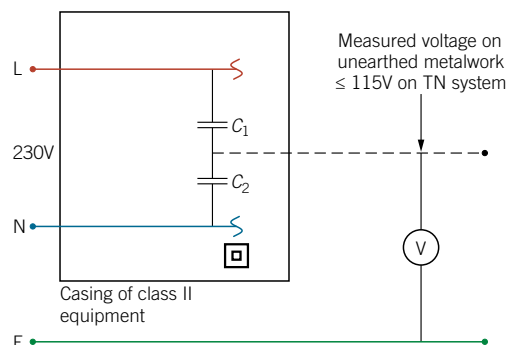 L
Measured voltage on
unearthed metalwork
≤ 115V on TN system
C1
230V
C2
N
V
Casing of class II
equipment
E